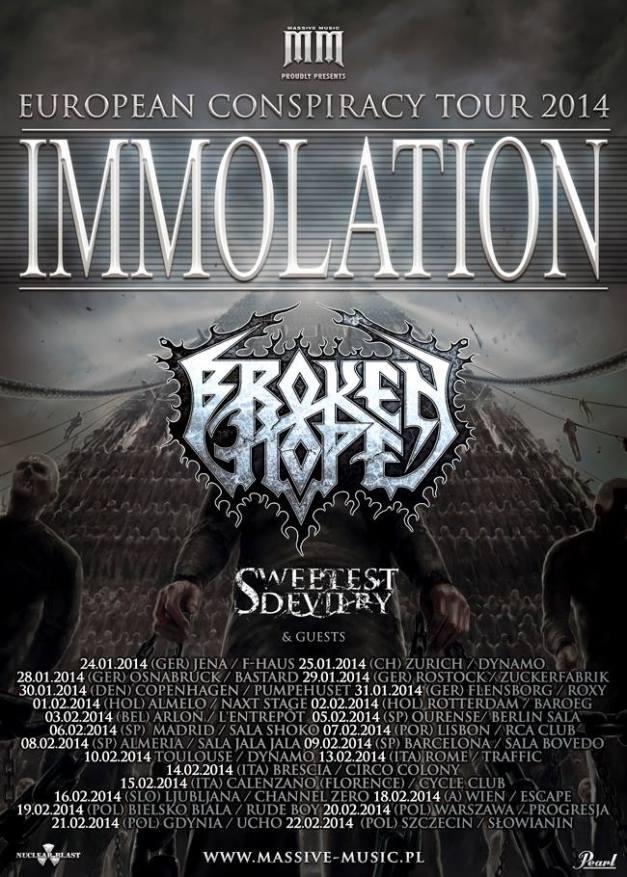 MASSIVE MUSIC
MM
PROUDLY PRESENTS
EUROPEAN CONSPIRACY TOUR 2014
IMMOLATION
BROKEN
HOPE
SWEETEST
DEVILRY
& GUESTS
24.01.2014 (GER) JENA / F-HAUS 25.01.2014 (CH) ZURICH / DYNAMO
28.01.2014 (GER) OSNABRUCK / BASTARD 29.01.2014 (GER) ROSTOCK / ZUCKERFABRIK
30.01.2014 (DEN) COPENHAGEN / PUMPEHUSET 31.01.2014 (GER) FLENSBORG / ROXY
01.02.2014 (HOL) ALMELO / NAXT STAGE 02.02.2014 (HOL) ROTTERDAM / BAROEG
03.02.2014 (BEL) ARLON / L'ENTREPÔT 05.02.2014 (SP) OURENSE/ BERLIN SALA
06.02.2014 (SP) MADRID / SALA SHOKO 07.02.2014 (POR) LISBON / RCA CLUB
08.02.2014 (SP) ALMERIA / SALA JALA JALA 09.02.2014 (SP) BARCELONA / SALA BOVEDO
10.02.2014 TOULOUSE / DYNAMO 13.02.2014 (ITA) ROME / TRAFFIC
14.02.2014 (ITA) BRESCIA / CIRCO COLONY
15.02.2014 (ITA) CALENZANO (FLORENCE) / CYCLE CLUB
16.02.2014 (SLO) LJUBLJANA / CHANNEL ZERO 18.02.2014 (A) WIEN / ESCAPE
19.02.2014 (POL) BIELSKO BIALA / RUDE BOY 20.02.2014 (POL) WARSZAWA / PROGRESJA
21.02.2014 (POL) GDYNIA / UCHO 22.02.2014 (POL) SZCZECIN / SŁOWIANIN
NUCLEAR BLAST
WWW.MASSIVE-MUSIC.PL
Pearl